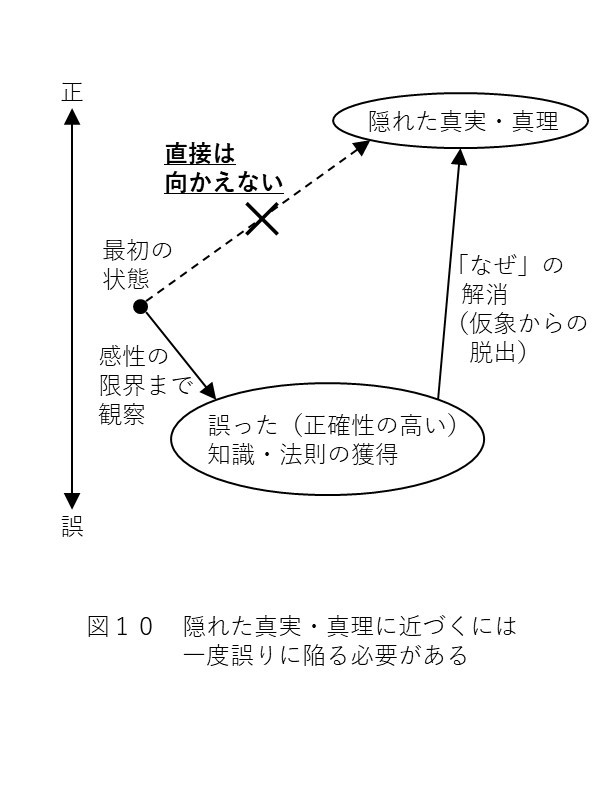 正
隠れた真実・真理
直接は
向かえない
最初の
状態
「なぜ」の
解消
（仮象からの
脱出）
感性の
限界まで
観察
誤った（正確性の高い）
知識・法則の獲得
誤
図１０　隠れた真実・真理に近づくには
一度誤りに陥る必要がある